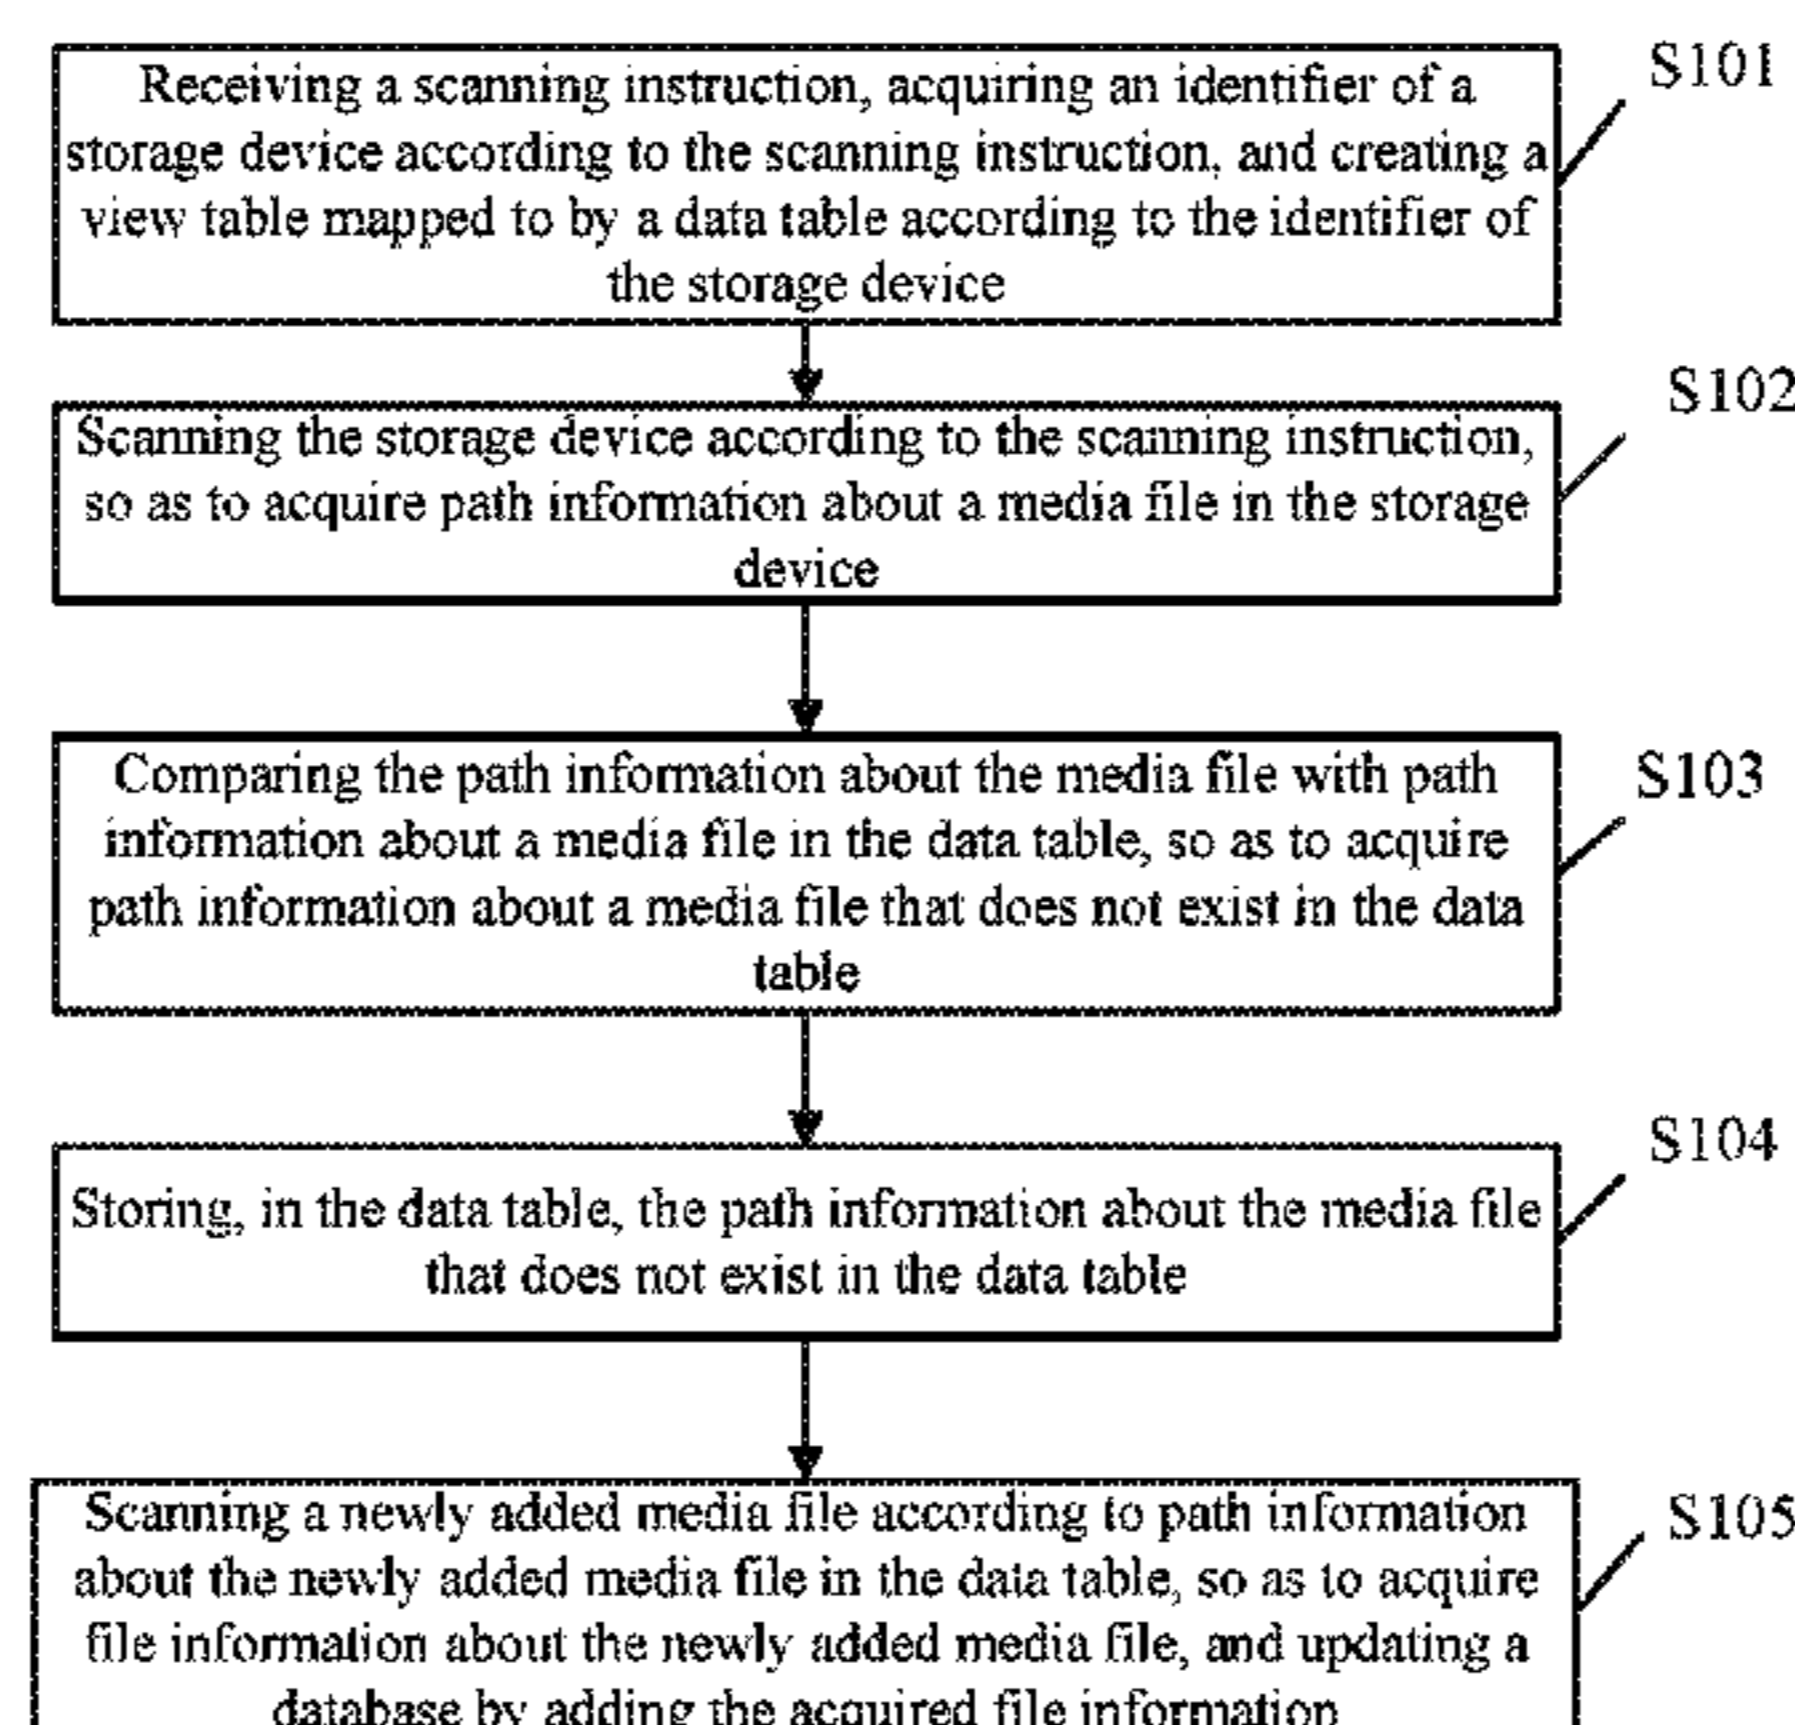 Receiving a scanning instruction, acquiring an identifier of a
storage device according to the scanning instruction, and creating a
view table mapped to by a data table according to the identifier of
the storage device
S101
Scanning the storage device according to the scanning instruction,
so as to acquire path information about a media file in the storage
device
S102
Comparing the path information about the media file with path
information about a media file in the data table, so as to acquire
path information about a media file that does not exist in the data
table
S103
Storing, in the data table, the path information about the media file
that does not exist in the data table
S104
Scanning a newly added media file according to path information
about the newly added media file in the data table, so as to acquire
file information about the newly added media file, and updating a
database by adding the acquired file information
S105